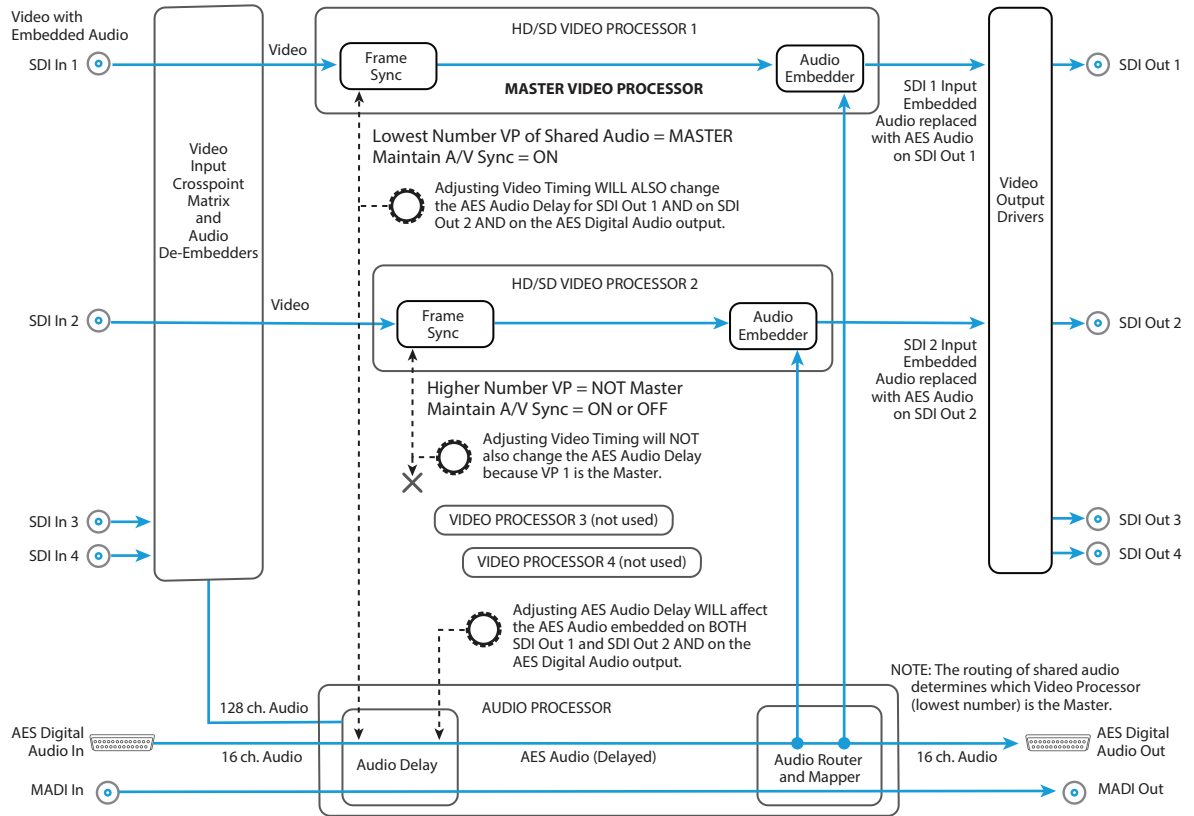 Video with
Embedded Audio
SDI In 1
Video
HD/SD VIDEO PROCESSOR 1
Frame
Sync
MASTER VIDEO PROCESSOR
Audio
Embedder
SDI Out 1
SDI 1 Input
Embedded
Audio replaced
with AES Audio
on SDI Out 1
Video
Input
Crosspoint
Matrix
and
Audio
De-Embedders
Lowest Number VP of Shared Audio = MASTER
Maintain A/V Sync = ON
Adjusting Video Timing WILL ALSO change
the AES Audio Delay for SDI Out 1 AND on SDI
Out 2 AND on the AES Digital Audio output.
Video
Output
Drivers
HD/SD VIDEO PROCESSOR 2
SDI In 2
Video
Frame
Sync
Audio
Embedder
SDI Out 2
SDI 2 Input
Embedded
Audio replaced
with AES Audio
on SDI Out 2
Higher Number VP = NOT Master
Maintain A/V Sync = ON or OFF
Adjusting Video Timing will NOT
also change the AES Audio Delay
because VP 1 is the Master.
SDI In 3
VIDEO PROCESSOR 3 (not used)
SDI Out 3
SDI In 4
VIDEO PROCESSOR 4 (not used)
SDI Out 4
Adjusting AES Audio Delay WILL affect
the AES Audio embedded on BOTH
SDI Out 1 and SDI Out 2 AND on the
AES Digital Audio output.
NOTE: The routing of shared audio
determines which Video Processor
(lowest number) is the Master.
128 ch. Audio
AUDIO PROCESSOR
AES Digital
Audio In
16 ch. Audio
Audio Delay
AES Audio (Delayed)
Audio Router
and Mapper
16 ch. Audio
AES Digital
Audio Out
MADI In
MADI Out